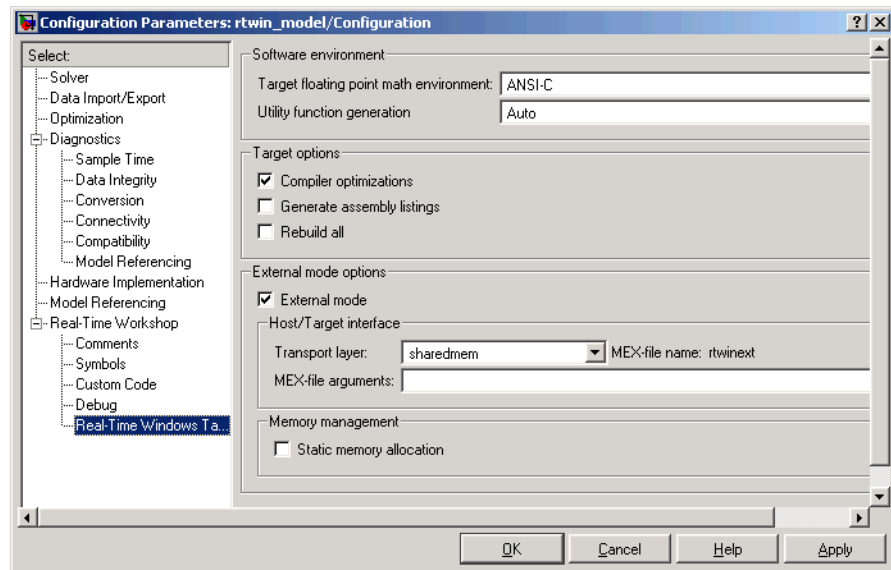 Configuration Parameters: rtwin_model/Configuration
Select:
Solver
Data Import/Export
Optimization
Diagnostics
Sample Time
Data Integrity
Conversion
Connectivity
Compatibility
Model Referencing
Hardware Implementation
Model Referencing
Real-Time Workshop
Comments
Symbols
Custom Code
Debug
Real-Time Windows Ta...
Software environment
Target floating point math environment: ANSI-C
Utility function generation Auto
Target options
Compiler optimizations
Generate assembly listings
Rebuild all
External mode options
External mode
Host/Target interface
Transport layer: sharedmem MEX-file name: rtwinext
MEX-file arguments:
Memory management
Static memory allocation
OK Cancel Help Apply